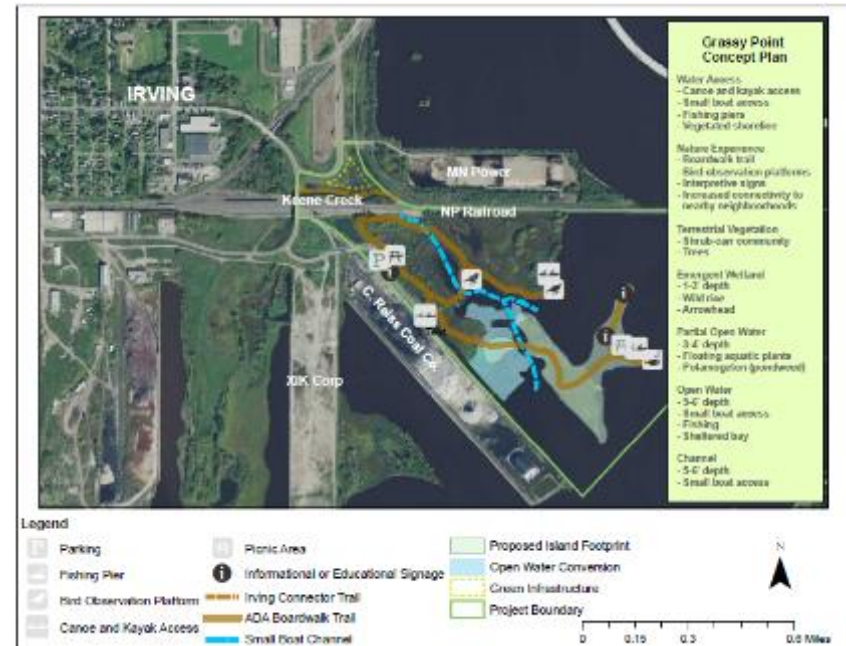 Grassy Point
Concept Plan
Water Access
- Canoe and kayak access
- Small boat access
- Fishing piers
- Vegetated shoreline
Nature Experience
- Boardwalk trail
- Bird observation platforms
- Interpretive signs
- Increased connectivity to
nearby neighborhoods
Terrestrial Vegetation
- Shrub-carr community
- Trees
Emergent Wetland
- 1-3' depth
- Wild rice
- Arrowhead
Partial Open Water
- 3-4' depth
- Floating aquatic plants
- Potamogeton (pondweed)
Open Water
- 5-6' depth
- Small boat access
- Fishing
- Sheltered bay
Channel
- 5-6' depth
- Small boat access
IRVING
MN Power
Keene Creek
NP Railroad
P
C. Reiss Coal Co.
XIK Corp
Legend
P Parking
Fishing Pier
Bird Observation Platform
Canoe and Kayak Access
Picnic Area
i Informational or Educational Signage
Irving Connector Trail
ADA Boardwalk Trail
Small Boat Channel
Proposed Island Footprint
Open Water Conversion
Green Infrastructure
Project Boundary
N
0 0.15 0.3 0.6 Miles